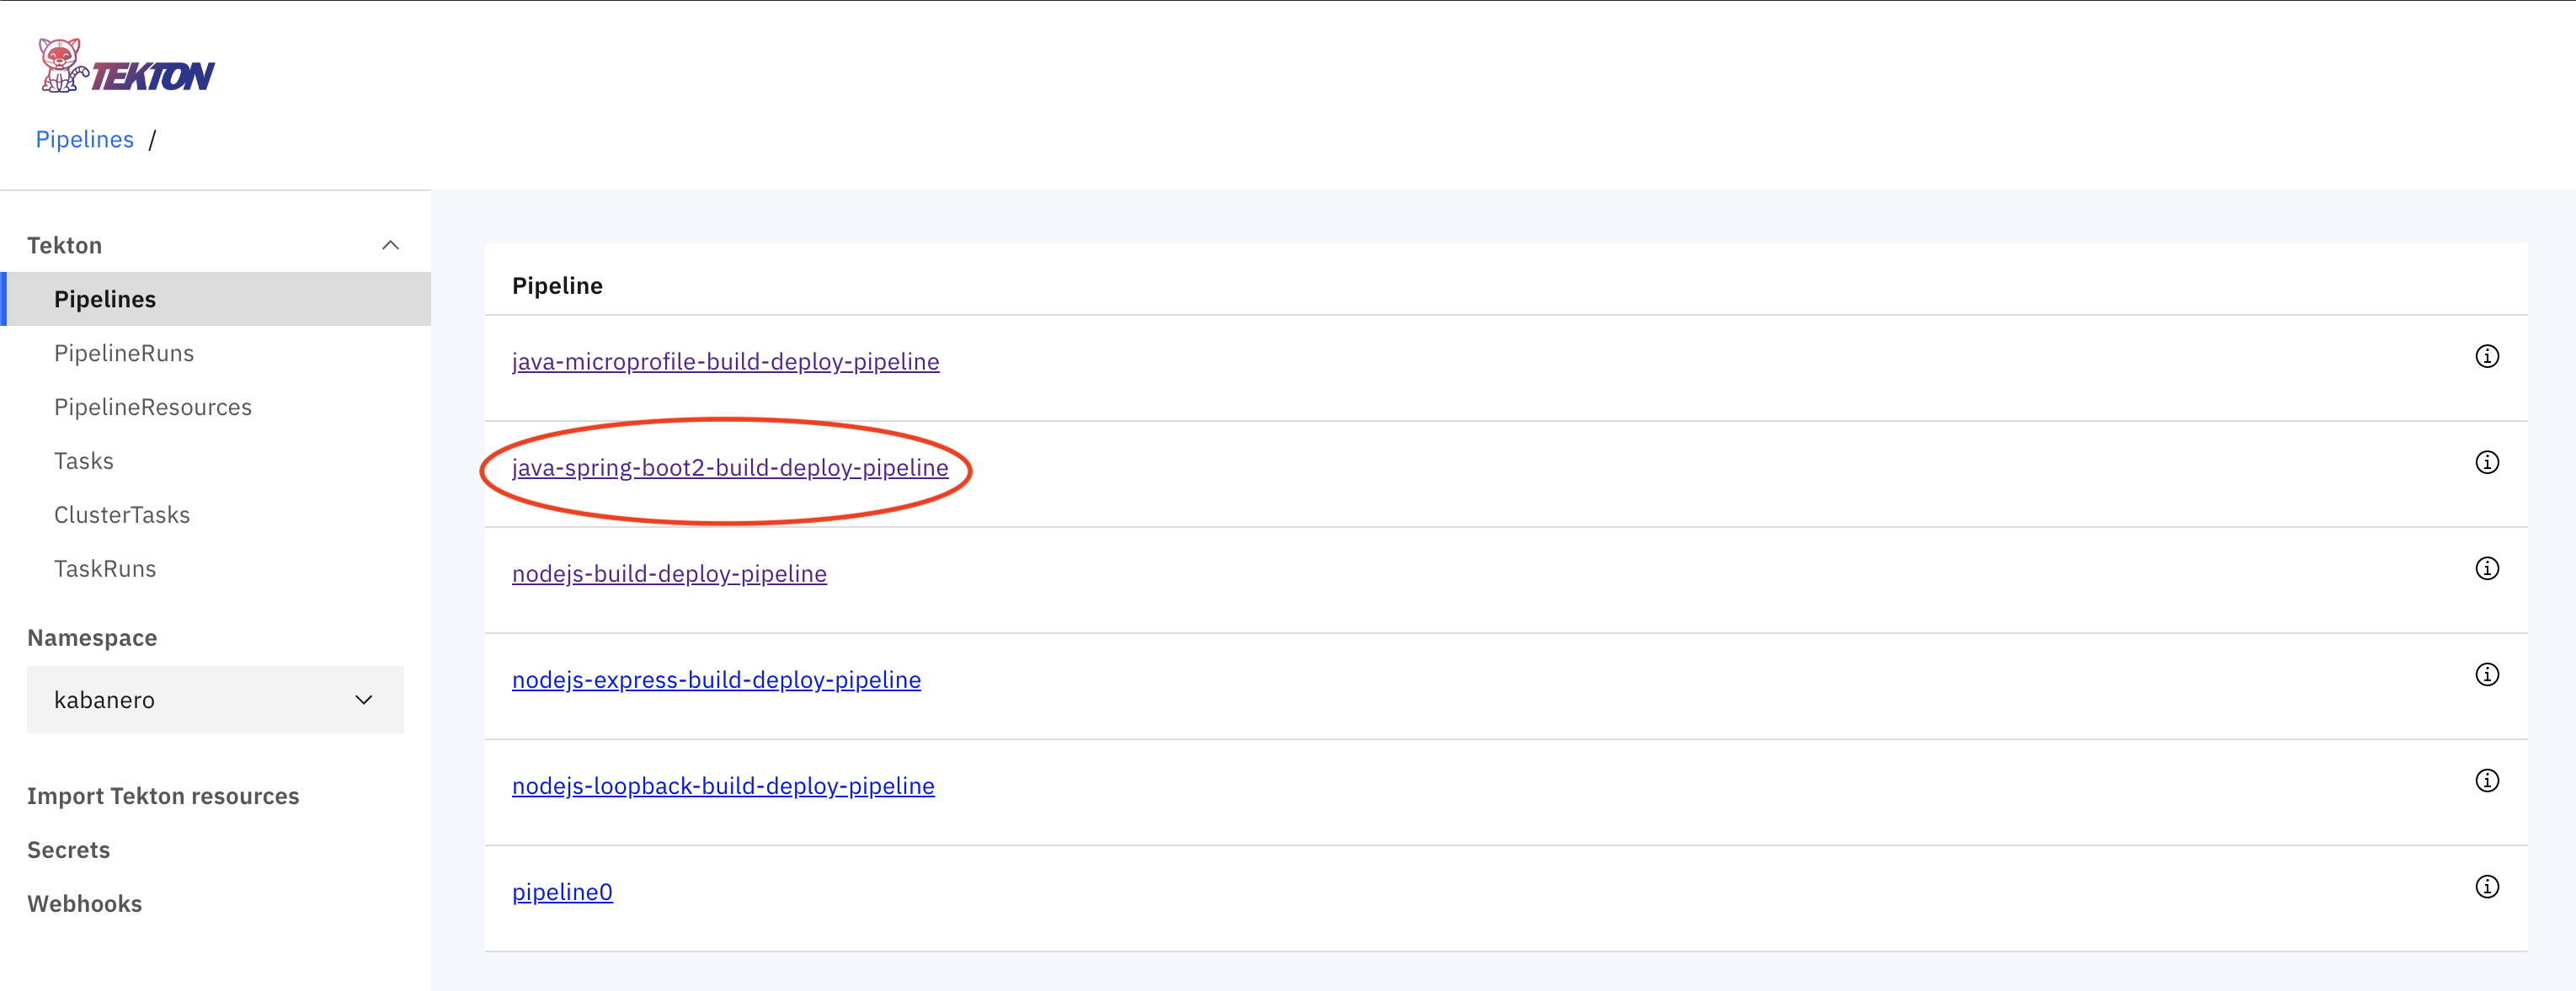 TEKTON
Pipelines /
Tekton
Pipelines
PipelineRuns
PipelineResources
Tasks
ClusterTasks
TaskRuns
Namespace
kabanero
Import Tekton resources
Secrets
Webhooks
Pipeline
java-microprofile-build-deploy-pipeline
java-spring-boot2-build-deploy-pipeline
nodejs-build-deploy-pipeline
nodejs-express-build-deploy-pipeline
nodejs-loopback-build-deploy-pipeline
pipeline0